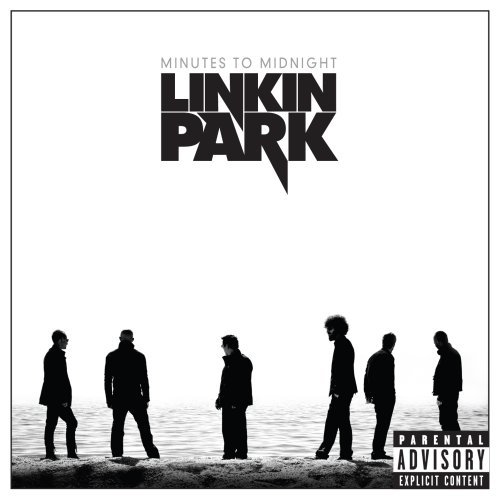 MINUTES TO MIDNIGHT
LINKIN
PARK
PARENTAL
ADVISORY
EXPLICIT CONTENT